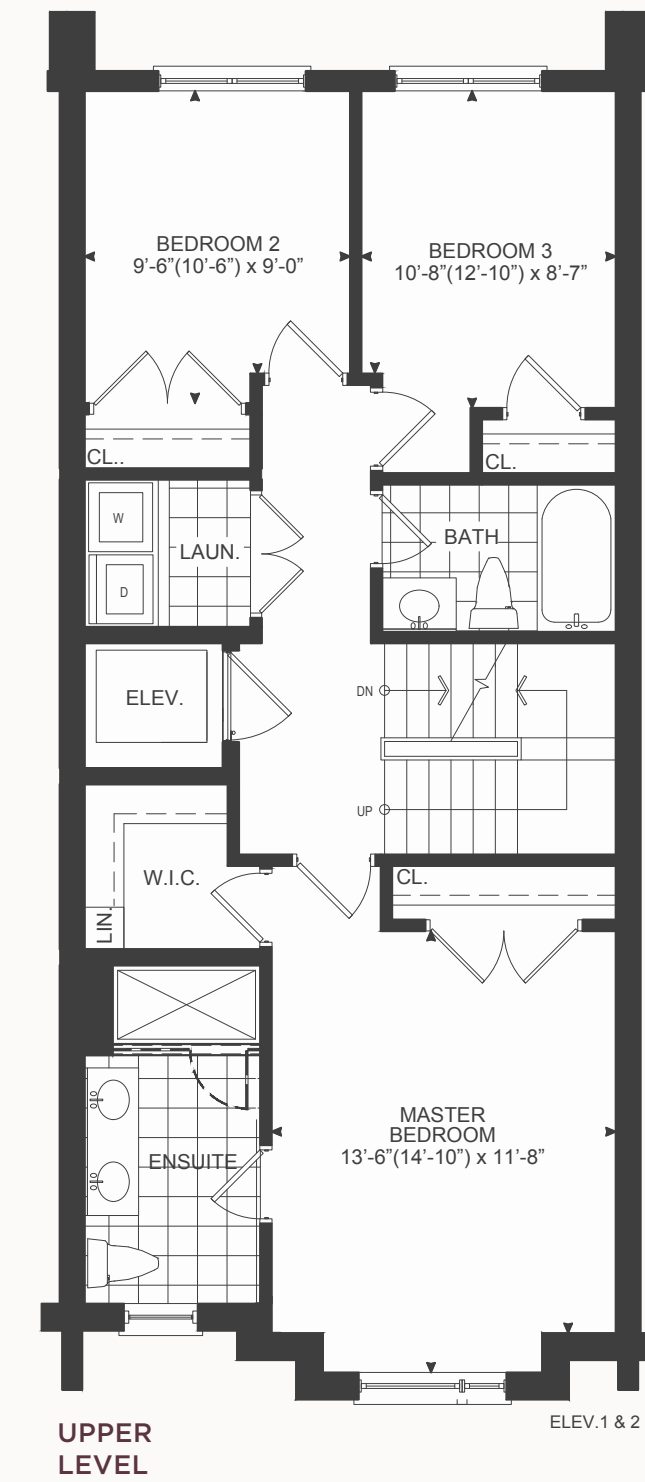 BEDROOM 2
9'-6”(10'-6”) x 9'-0”
BEDROOM 3
10'-8”(12'-10”) x 8'-7”
CL..
CL.
W
D
LAUN.
BATH
ELEV.
DN
UP
W.I.C.
LIN.
CL.
MASTER
BEDROOM
13'-6”(14'-10”) x 11'-8”
ENSUITE
ELEV.1 & 2
UPPER
LEVEL